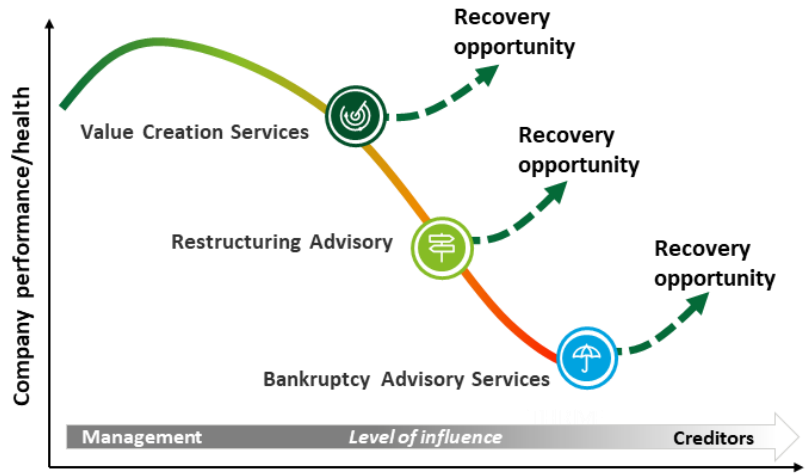 Recovery
opportunity
Value Creation Services
Recovery
opportunity
Restructuring Advisory
Recovery
opportunity
Bankruptcy Advisory Services
Company performance/health
Management
Level of influence
Creditors